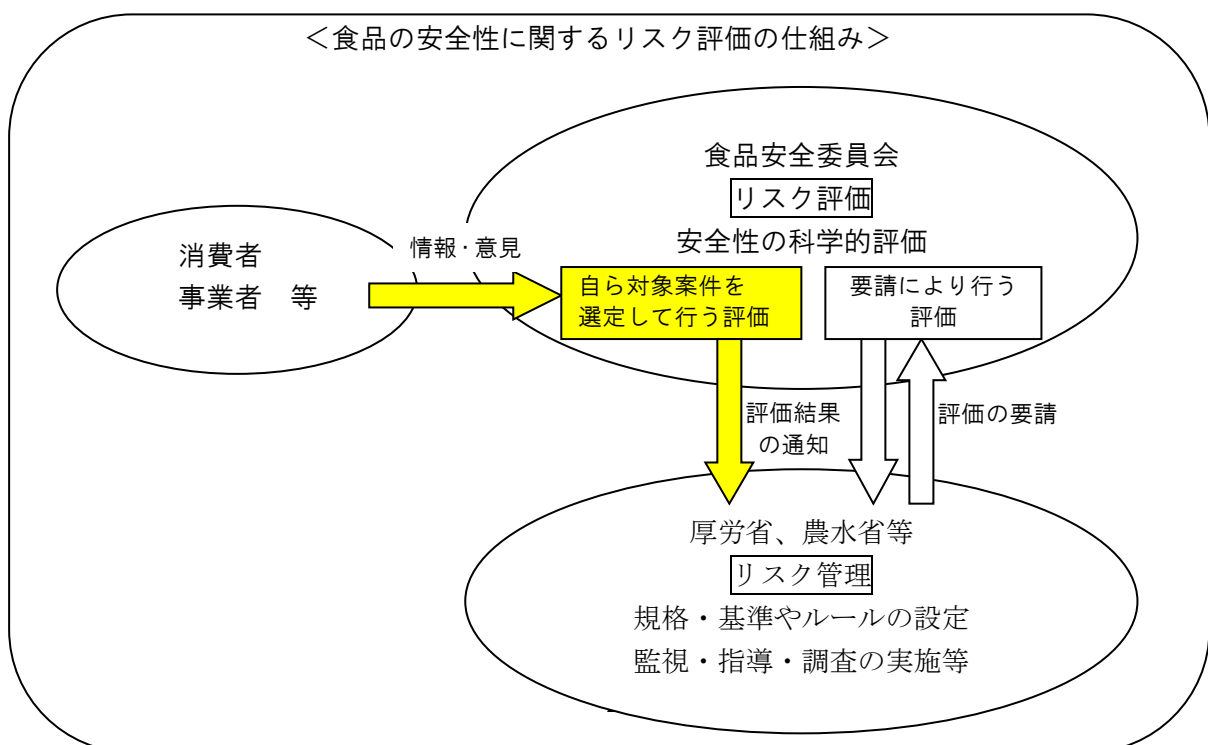 ＜食品の安全性に関するリスク評価の仕組み＞
食品安全委員会
リスク評価
安全性の科学的評価
消費者
事業者　等
情報・意見
自ら対象案件を
選定して行う評価
要請により行う
評価
評価結果
の通知
評価の要請
厚労省、農水省等
リスク管理
規格・基準やルールの設定
監視・指導・調査の実施等